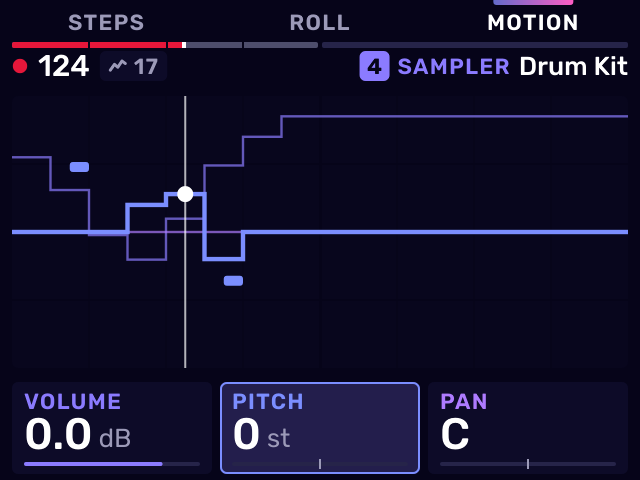 STEPS ROLL MOTION
124 17 4 SAMPLER Drum Kit
VOLUME PITCH PAN
0.0 dB 0 st C